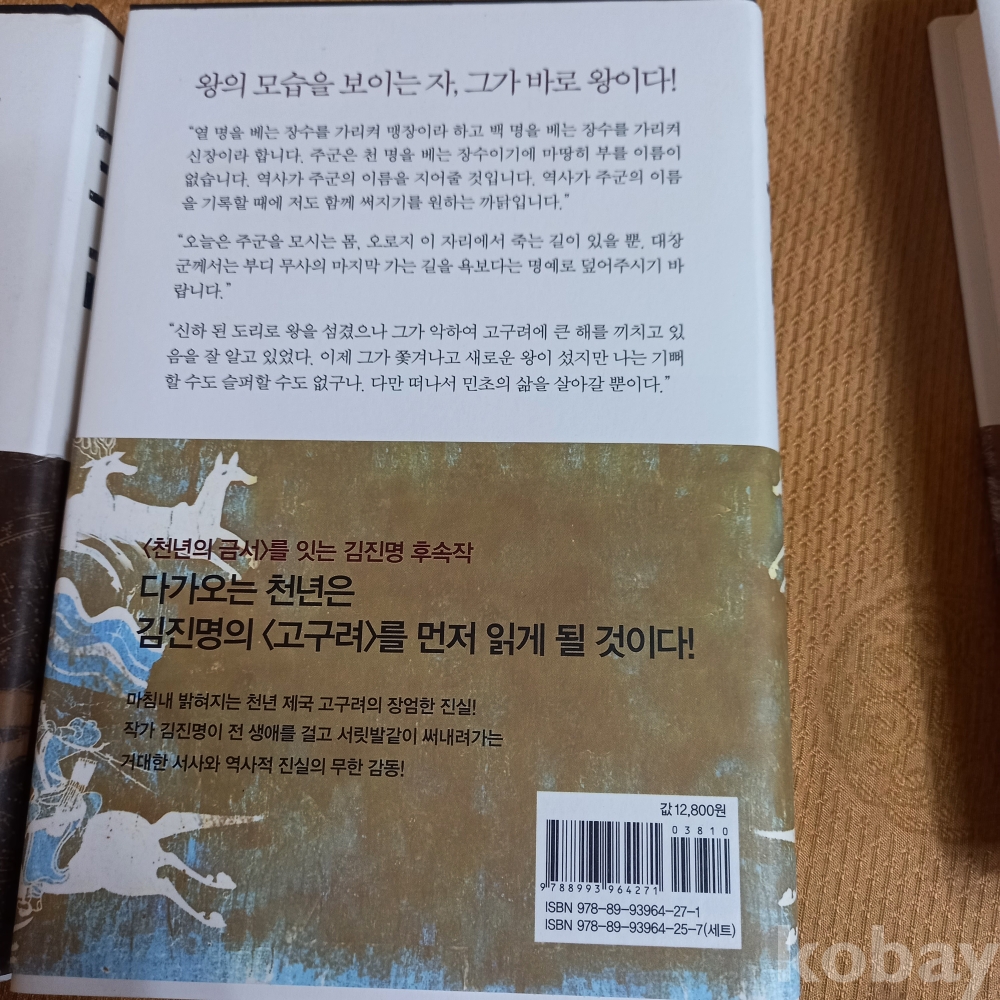 왕의 모습을 보이는 자, 그가 바로 왕이다!
“열 명을 베는 장수를 가리켜 맹장이라 하고 백 명을 베는 장수를 가리켜
신장이라 합니다. 주군은 천 명을 베는 장수이기에 마땅히 부를 이름이
없습니다. 역사가 주군의 이름을 지어줄 것입니다. 역사가 주군의 이름
을 기록할 때에 저도 함께 써지기를 원하는 까닭입니다.”
“오늘은 주군을 모시는 몸, 오로지 이 자리에서 죽는 길이 있을 뿐, 대장
군께서는 부디 무사의 마지막 가는 길을 욕보다는 명예로 덮어주시기 바
랍니다.”
“신하 된 도리로 왕을 섬겼으나 그가 악하여 고구려에 큰 해를 끼치고 있
음을 잘 알고 있었다. 이제 그가 쫓겨나고 새로운 왕이 섰지만 나는 기뻐
할 수도 슬퍼할 수도 없구나. 다만 떠나서 민초의 삶을 살아갈 뿐이다.”
〈천년의 금서〉를 잇는 김진명 후속작
다가오는 천년은
김진명의 〈고구려〉를 먼저 읽게 될 것이다!
마침내 밝혀지는 천년 제국 고구려의 장엄한 진실!
작가 김진명이 전 생애를 걸고 서릿발같이 써내려가는
거대한 서사와 역사적 진실의 무한 감동!
값 12,800원
03810
9 788993 964271
ISBN 978-89-93964-27-1
ISBN 978-89-93964-25-7(세트)
kobay